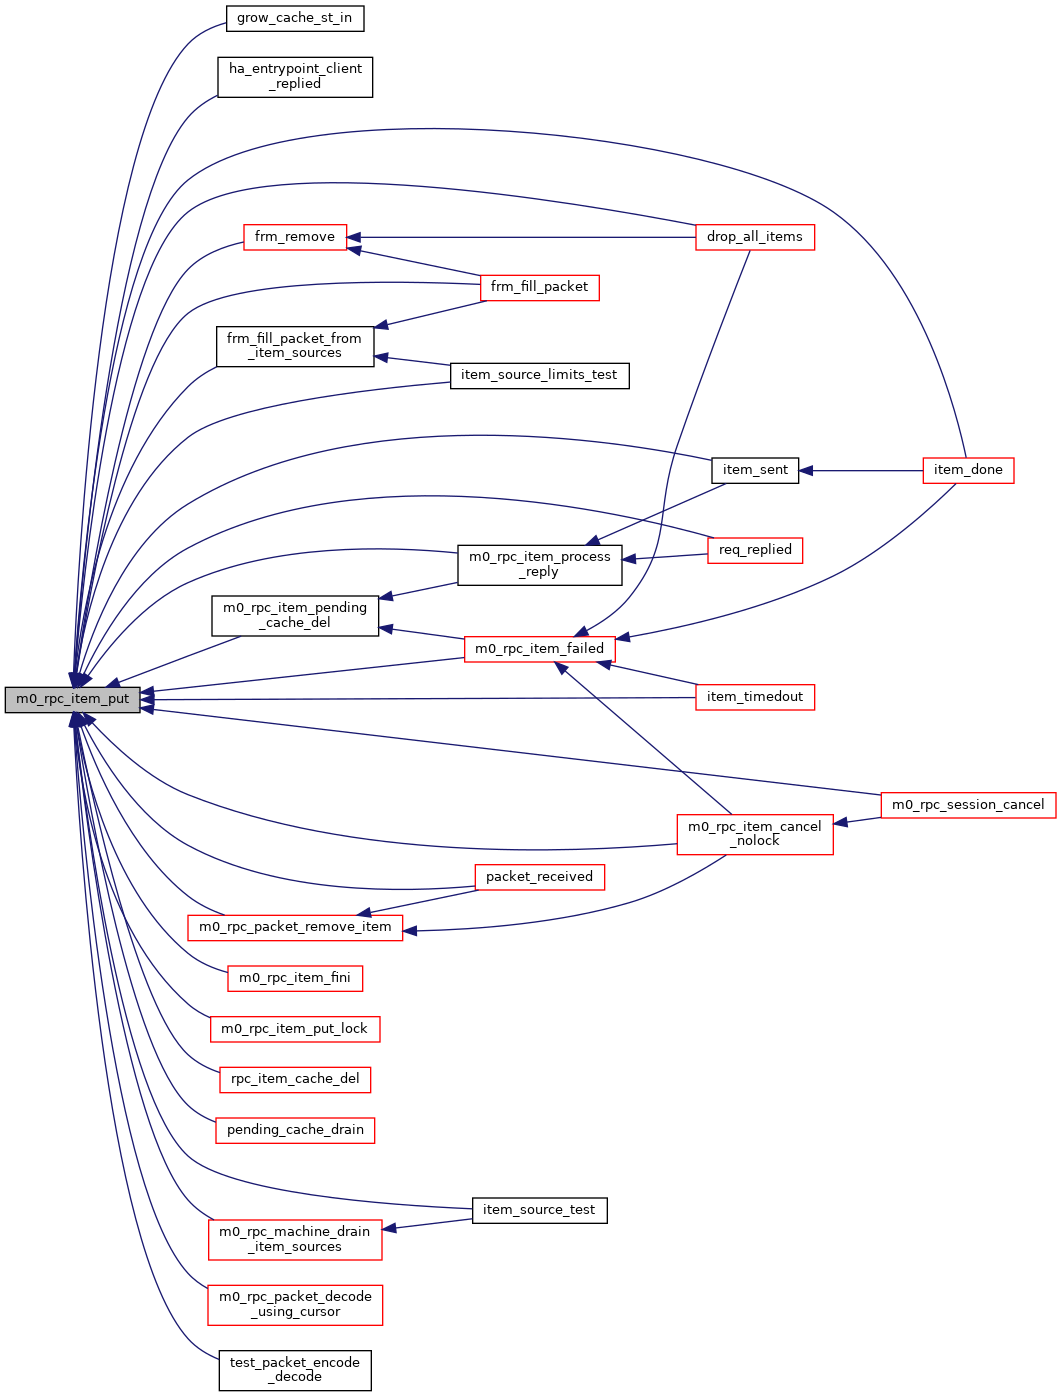 grow_cache_st_in
ha_entrypoint_client
_replied
frm_remove
drop_all_items
frm_fill_packet
frm_fill_packet_from
_item_sources
item_source_limits_test
item_sent
item_done
m0_rpc_item_process
_reply
req_replied
m0_rpc_item_pending
_cache_del
m0_rpc_item_failed
m0_rpc_item_put
item_timedout
m0_rpc_session_cancel
m0_rpc_item_cancel
_nolock
packet_received
m0_rpc_packet_remove_item
m0_rpc_item_fini
m0_rpc_item_put_lock
rpc_item_cache_del
pending_cache_drain
item_source_test
m0_rpc_machine_drain
_item_sources
m0_rpc_packet_decode
_using_cursor
test_packet_encode
_decode